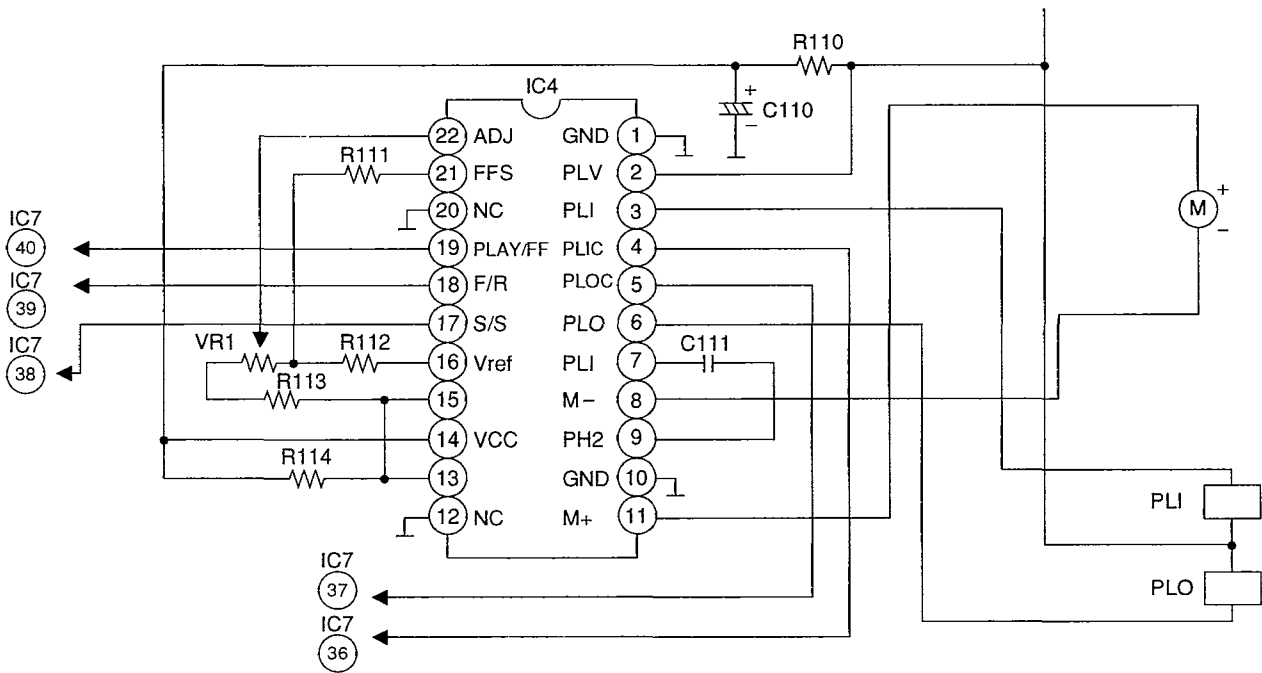 R110
IC4
+
C110
−
22 ADJ GND 1
R111
21 FFS PLV 2
20 NC PLI 3
+
M
−
IC7
40
19 PLAY/FF PLIC 4
IC7
39
18 F/R PLOC 5
IC7
38
17 S/S PLO 6
VR1
R112
16 Vref PLI 7
C111
R113
15 M− 8
14 VCC PH2 9
R114
13 GND 10
12 NC M+ 11
PLI
PLO
IC7
37
IC7
36